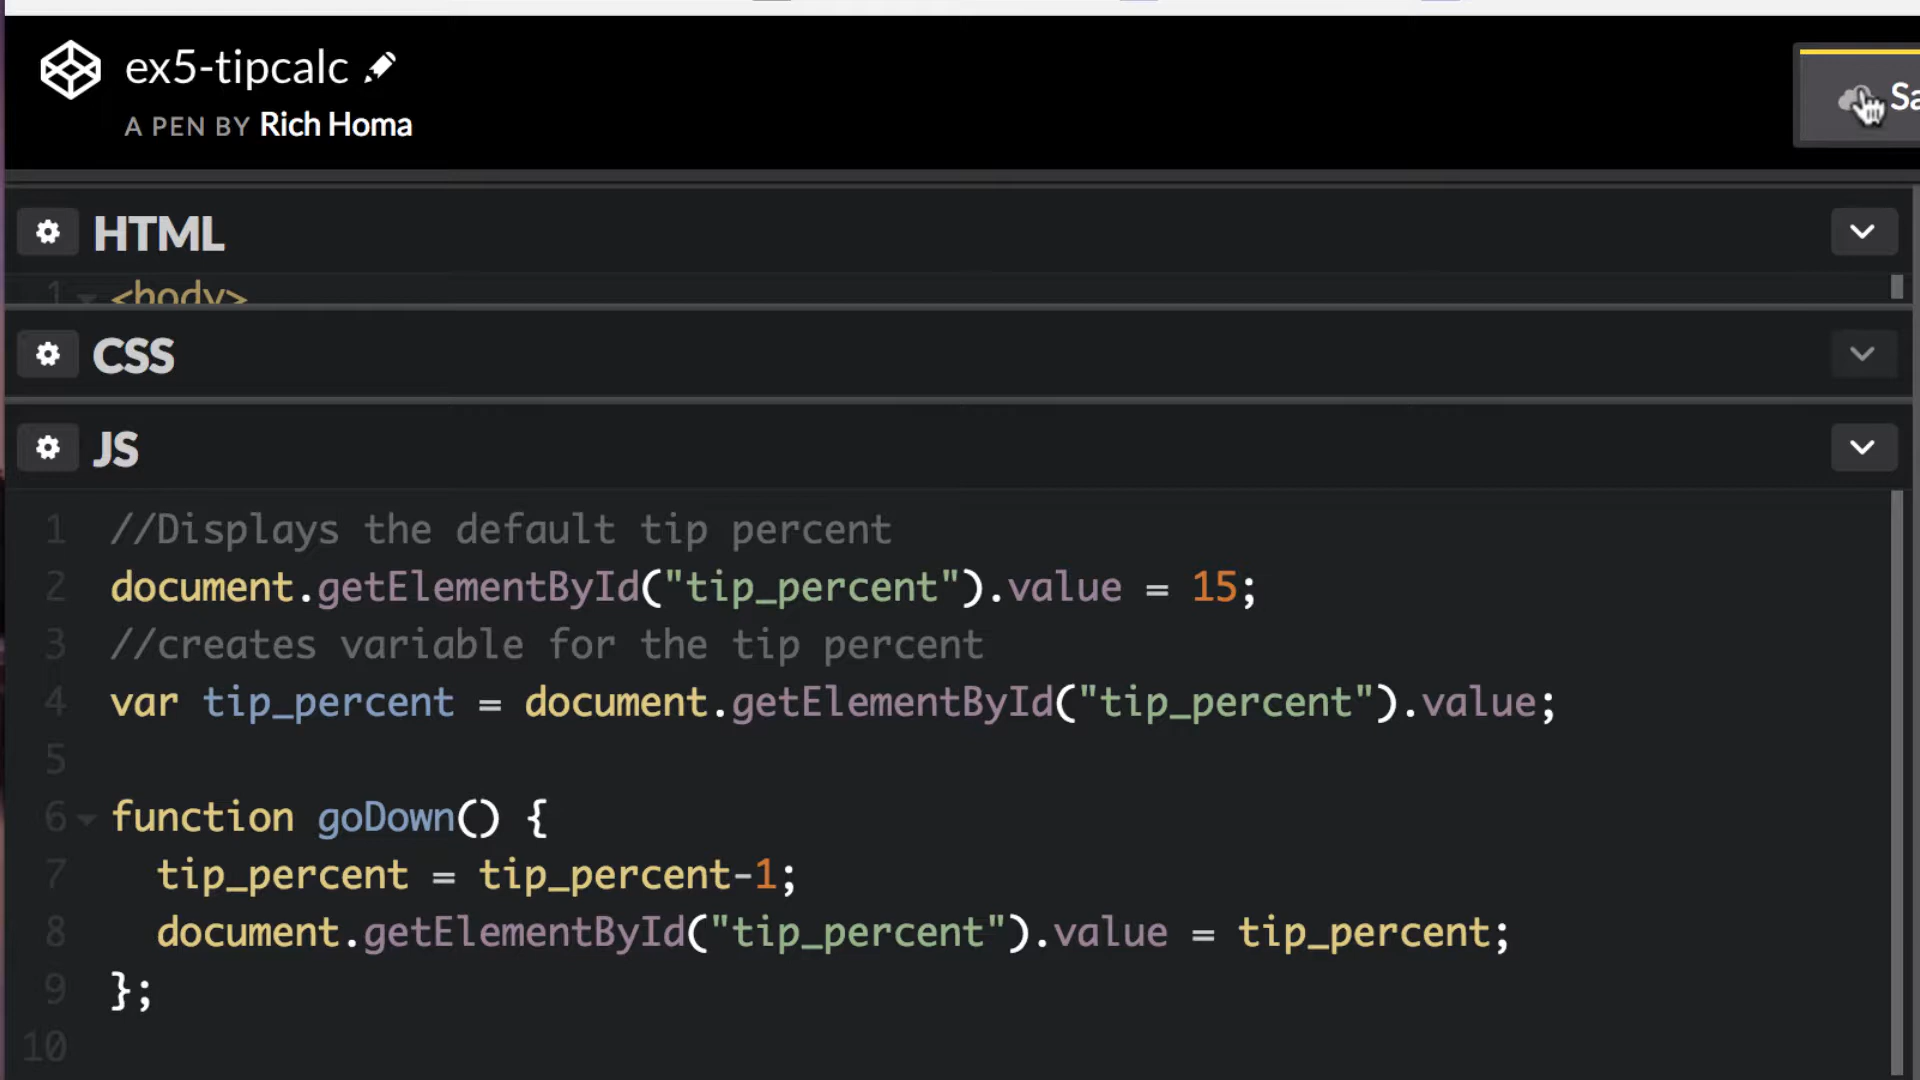 ex5-tipcalc
A PEN BY Rich Homa
Sa
HTML
1 <body>
CSS
JS
1 //Displays the default tip percent
2 document.getElementById("tip_percent").value = 15;
3 //creates variable for the tip percent
4 var tip_percent = document.getElementById("tip_percent").value;
5
6 function goDown() {
7   tip_percent = tip_percent-1;
8   document.getElementById("tip_percent").value = tip_percent;
9 };
10